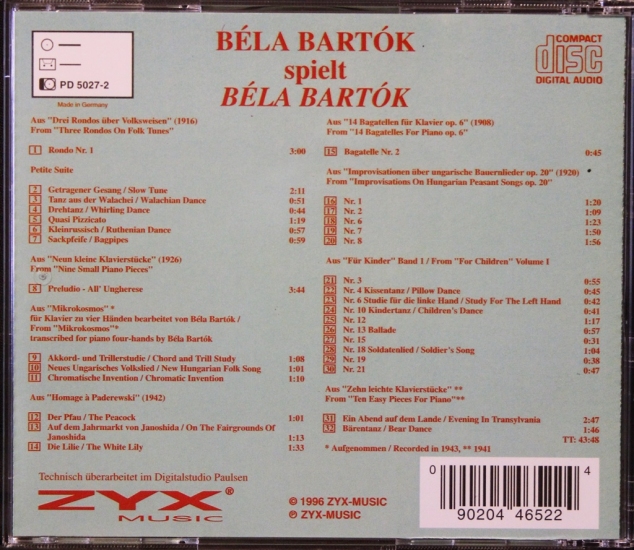 BÉLA BARTÓK
spielt
BÉLA BARTÓK
PD 5027-2
Made in Germany
COMPACT
disc
DIGITAL AUDIO
Aus "Drei Rondos über Volksweisen" (1916)
From "Three Rondos On Folk Tunes"
1 Rondo Nr. 1 3:00
Petite Suite
2 Getragener Gesang / Slow Tune 2:11
3 Tanz aus der Walachei / Walachian Dance 0:51
4 Drehtanz / Whirling Dance 0:44
5 Quasi Pizzicato 1:19
6 Kleinrussisch / Ruthenian Dance 0:51
7 Sackpfeife / Bagpipes 0:59
Aus "Neun kleine Klavierstücke" (1926)
From "Nine Small Piano Pieces"
8 Preludio - All' Ungherese 3:44
Aus "Mikrokosmos" *
für Klavier zu vier Händen bearbeitet von Béla Bartók /
From "Mikrokosmos"*
transcribed for piano four-hands by Béla Bartók
9 Akkord- und Trillerstudie / Chord and Trill Study 1:08
10 Neues Ungarisches Volkslied / New Hungarian Folk Song 1:01
11 Chromatische Invention / Chromatic Invention 1:10
Aus "Homage à Paderewski" (1942)
12 Der Pfau / The Peacock 1:01
13 Auf dem Jahrmarkt von Janoshida / On The Fairgrounds Of
Janoshida 1:13
14 Die Lilie / The White Lily 1:33
Aus "14 Bagatellen für Klavier op. 6" (1908)
From "14 Bagatelles For Piano op. 6"
15 Bagatelle Nr. 2 0:45
Aus "Improvisationen über ungarische Bauernlieder op. 20" (1920)
From "Improvisations On Hungarian Peasant Songs op. 20"
16 Nr. 1 1:20
17 Nr. 2 1:09
18 Nr. 6 1:23
19 Nr. 7 1:50
20 Nr. 8 1:56
Aus "Für Kinder" Band 1 / From "For Children" Volume I
21 Nr. 3 0:55
22 Nr. 4 Kissentanz / Pillow Dance 0:45
23 Nr. 6 Studie für die linke Hand / Study For The Left Hand 0:42
24 Nr. 10 Kindertanz / Children's Dance 0:41
25 Nr. 12 1:17
26 Nr. 13 Ballade 0:57
27 Nr. 15 0:31
28 Nr. 18 Soldatenlied / Soldier's Song 1:04
29 Nr. 19 0:38
30 Nr. 21 0:47
Aus "Zehn leichte Klavierstücke" **
From "Ten Easy Pieces For Piano"**
31 Ein Abend auf dem Lande / Evening In Transylvania 2:47
32 Bärentanz / Bear Dance 1:46
TT: 43:48
* Aufgenommen / Recorded in 1943, ** 1941
Technisch überarbeitet im Digitalstudio Paulsen
ZYX®
MUSIC
© 1996 ZYX-MUSIC
℗ ZYX-MUSIC
0 90204 46522 4